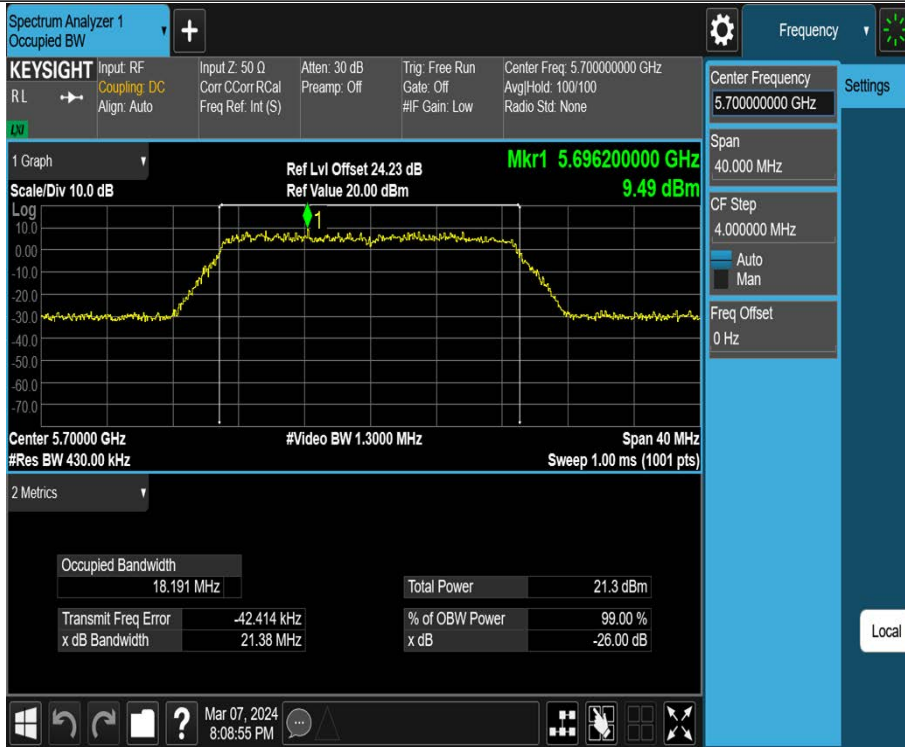 Spectrum Analyzer 1
Occupied BW
+
Frequency
KEYSIGHT
RL
LXI
Input: RF
Coupling: DC
Align: Auto
Input Z: 50 Ω
Corr CCorr RCal
Freq Ref: Int (S)
Atten: 30 dB
Preamp: Off
Trig: Free Run
Gate: Off
#IF Gain: Low
Center Freq: 5.700000000 GHz
Avg|Hold: 100/100
Radio Std: None
Center Frequency
5.700000000 GHz
Settings
Span
40.000 MHz
CF Step
4.000000 MHz
Auto
Man
Freq Offset
0 Hz
1 Graph
Scale/Div 10.0 dB
Ref Lvl Offset 24.23 dB
Ref Value 20.00 dBm
Mkr1 5.696200000 GHz
9.49 dBm
Log
1
10.0
0.00
-10.0
-20.0
-30.0
-40.0
-50.0
-60.0
-70.0
Center 5.70000 GHz
#Video BW 1.3000 MHz
Span 40 MHz
#Res BW 430.00 kHz
Sweep 1.00 ms (1001 pts)
2 Metrics
Occupied Bandwidth
18.191 MHz
Total Power 21.3 dBm
Transmit Freq Error -42.414 kHz
% of OBW Power 99.00 %
x dB Bandwidth 21.38 MHz
x dB -26.00 dB
Local
?
Mar 07, 2024
8:08:55 PM